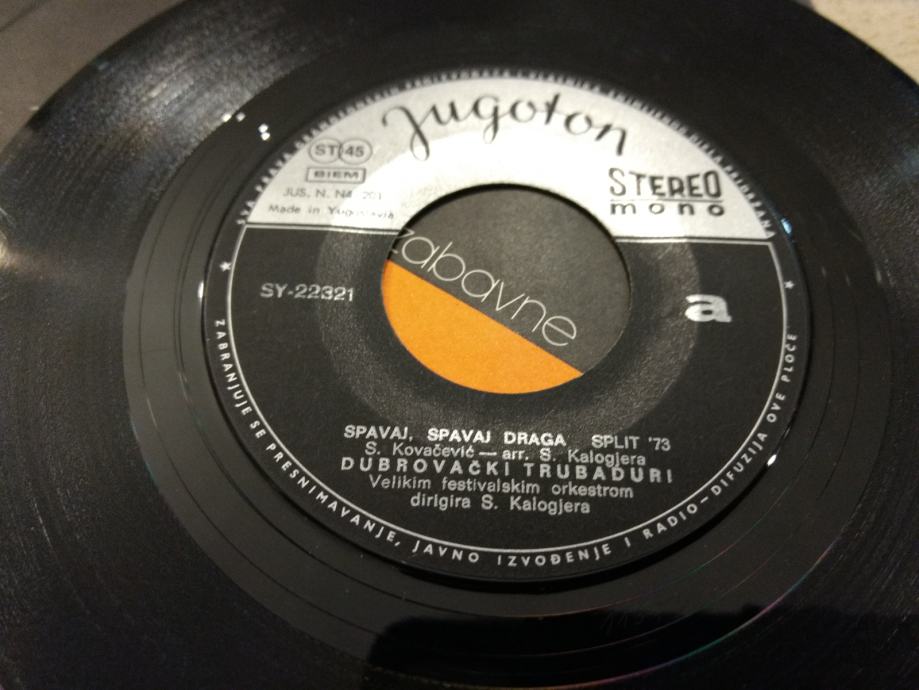 Jugoton
ST 45
BIEM
JUS. N. N4. 201
Made in Yugoslavia
STEREO
mono
zabavne
SY-22321
a
SPAVAJ, SPAVAJ DRAGA SPLIT '73
S. Kovačević — arr. S. Kalogjera
DUBROVAČKI TRUBADURI
Velikim festivalskim orkestrom
dirigira S. Kalogjera
SVA PRAVA
ZABRANJUJE SE PRESNIMAVANJE, JAVNO IZVOĐENJE I RADIO-DIFUZIJA OVE PLOČE